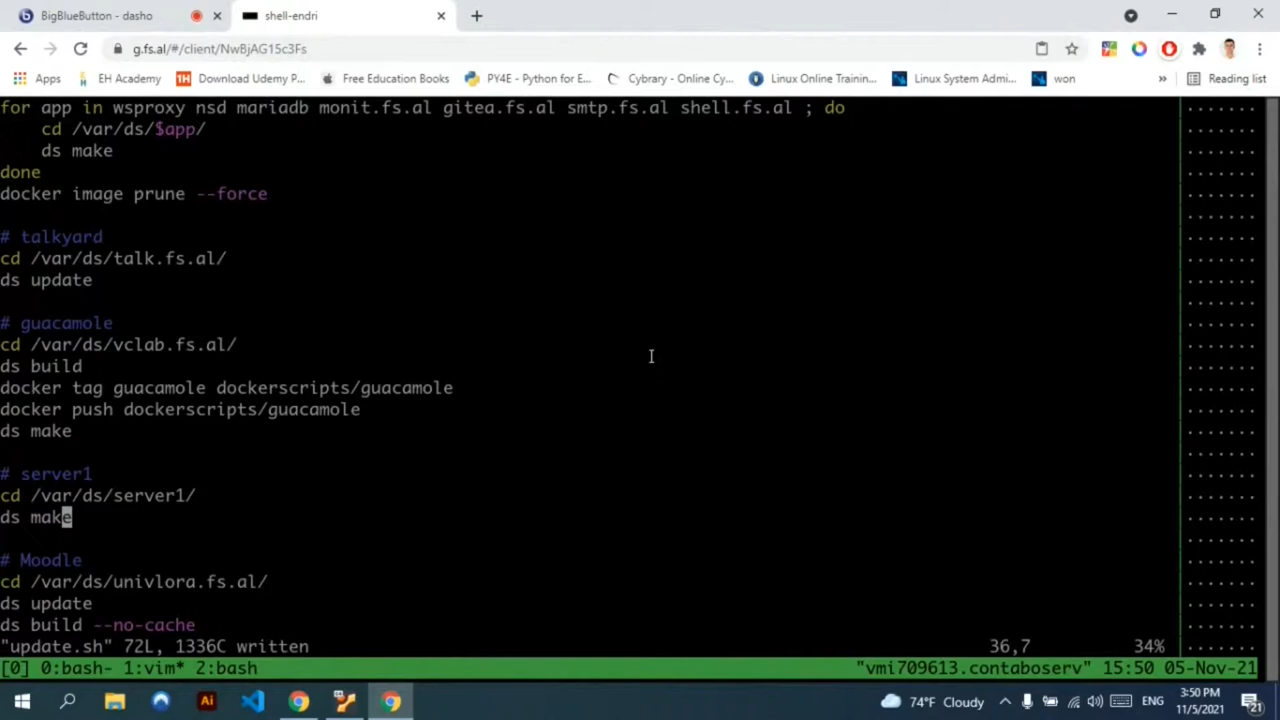 BigBlueButton - dasho
shell-endri
g.fs.al/#/client/NwBjAG15c3Fs
Apps EH Academy Download Udemy P... Free Education Books PY4E - Python for E... Cybrary - Online Cy... Linux Online Trainin... Linux System Admi... won » Reading list
for app in wsproxy nsd mariadb monit.fs.al gitea.fs.al smtp.fs.al shell.fs.al ; do
    cd /var/ds/$app/
    ds make
done
docker image prune --force
# talkyard
cd /var/ds/talk.fs.al/
ds update
# guacamole
cd /var/ds/vclab.fs.al/
ds build
docker tag guacamole dockerscripts/guacamole
docker push dockerscripts/guacamole
ds make
# server1
cd /var/ds/server1/
ds make
# Moodle
cd /var/ds/univlora.fs.al/
ds update
ds build --no-cache
"update.sh" 72L, 1336C written 36,7 34%
[0] 0:bash- 1:vim* 2:bash "vmi709613.contaboserv" 15:50 05-Nov-21
Ai 74°F Cloudy ENG 3:50 PM
11/5/2021 21